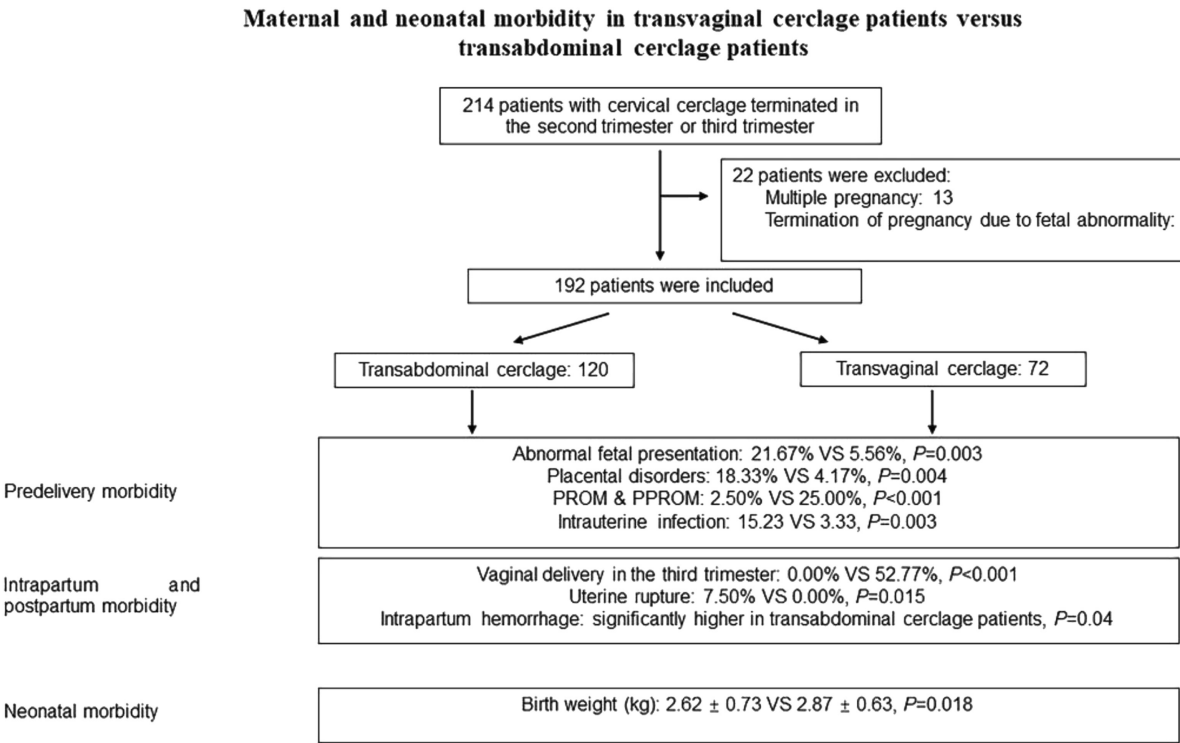 Maternal and neonatal morbidity in transvaginal cerclage patients versus
transabdominal cerclage patients
214 patients with cervical cerclage terminated in
the second trimester or third trimester
22 patients were excluded:
Multiple pregnancy: 13
Termination of pregnancy due to fetal abnormality:
192 patients were included
Transabdominal cerclage: 120
Transvaginal cerclage: 72
Predelivery morbidity
Abnormal fetal presentation: 21.67% VS 5.56%, P=0.003
Placental disorders: 18.33% VS 4.17%, P=0.004
PROM & PPROM: 2.50% VS 25.00%, P<0.001
Intrauterine infection: 15.23 VS 3.33, P=0.003
Intrapartum and
postpartum morbidity
Vaginal delivery in the third trimester: 0.00% VS 52.77%, P<0.001
Uterine rupture: 7.50% VS 0.00%, P=0.015
Intrapartum hemorrhage: significantly higher in transabdominal cerclage patients, P=0.04
Neonatal morbidity
Birth weight (kg): 2.62 ± 0.73 VS 2.87 ± 0.63, P=0.018